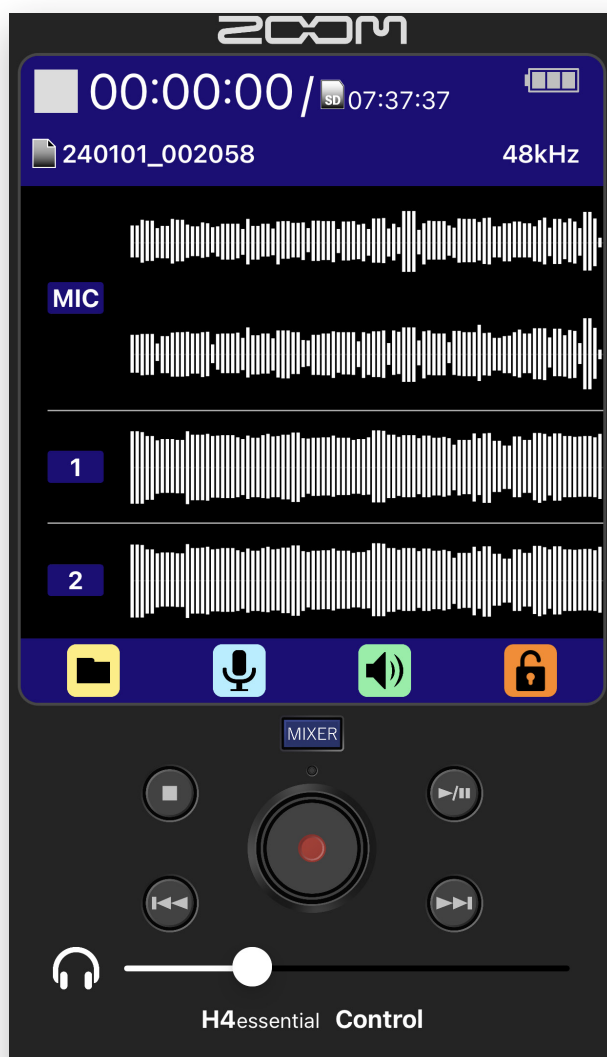 ZOOM
00:00:00/ SD 07:37:37
240101_002058 48kHz
MIC
1
2
MIXER
H4essential Control